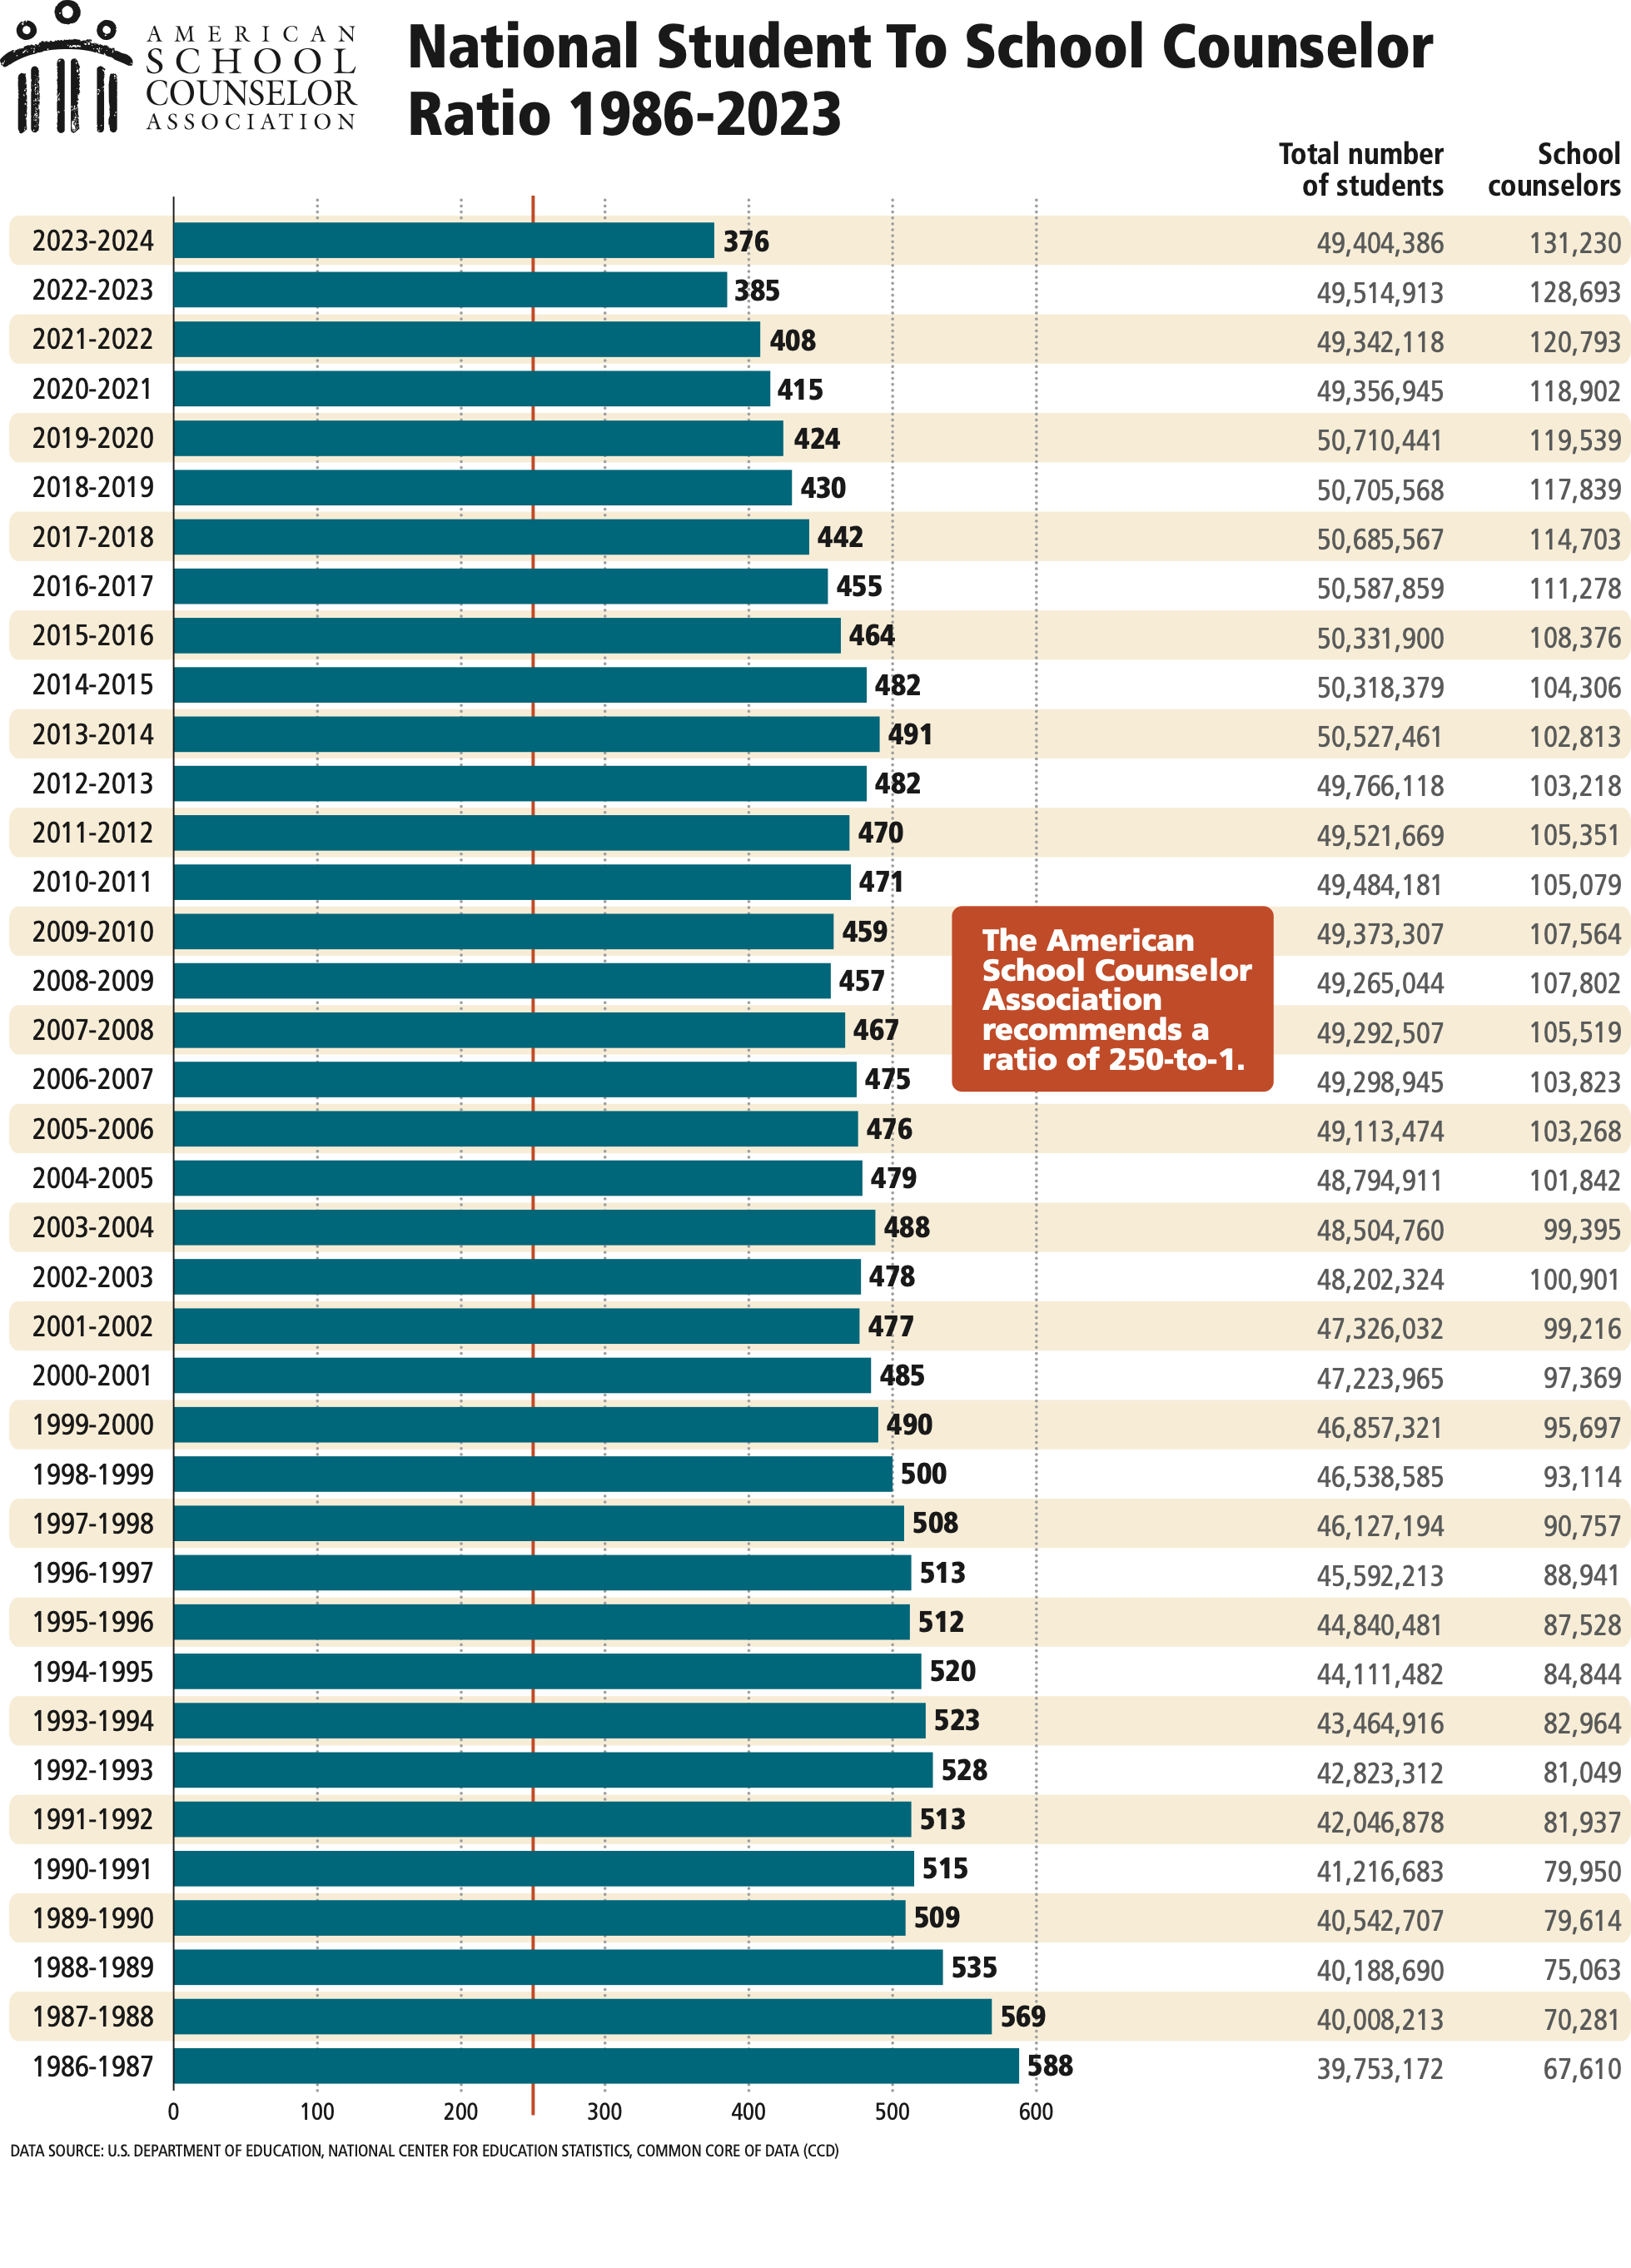 AMERICAN
SCHOOL
COUNSELOR
ASSOCIATION
National Student To School Counselor
Ratio 1986-2023
Total number
of students
School
counselors
2023-2024 376 49,404,386 131,230
2022-2023 385 49,514,913 128,693
2021-2022 408 49,342,118 120,793
2020-2021 415 49,356,945 118,902
2019-2020 424 50,710,441 119,539
2018-2019 430 50,705,568 117,839
2017-2018 442 50,685,567 114,703
2016-2017 455 50,587,859 111,278
2015-2016 464 50,331,900 108,376
2014-2015 482 50,318,379 104,306
2013-2014 491 50,527,461 102,813
2012-2013 482 49,766,118 103,218
2011-2012 470 49,521,669 105,351
2010-2011 471 49,484,181 105,079
2009-2010 459 49,373,307 107,564
2008-2009 457 49,265,044 107,802
2007-2008 467 49,292,507 105,519
2006-2007 475 49,298,945 103,823
2005-2006 476 49,113,474 103,268
2004-2005 479 48,794,911 101,842
2003-2004 488 48,504,760 99,395
2002-2003 478 48,202,324 100,901
2001-2002 477 47,326,032 99,216
2000-2001 485 47,223,965 97,369
1999-2000 490 46,857,321 95,697
1998-1999 500 46,538,585 93,114
1997-1998 508 46,127,194 90,757
1996-1997 513 45,592,213 88,941
1995-1996 512 44,840,481 87,528
1994-1995 520 44,111,482 84,844
1993-1994 523 43,464,916 82,964
1992-1993 528 42,823,312 81,049
1991-1992 513 42,046,878 81,937
1990-1991 515 41,216,683 79,950
1989-1990 509 40,542,707 79,614
1988-1989 535 40,188,690 75,063
1987-1988 569 40,008,213 70,281
1986-1987 588 39,753,172 67,610
The American
School Counselor
Association
recommends a
ratio of 250-to-1.
0 100 200 300 400 500 600
DATA SOURCE: U.S. DEPARTMENT OF EDUCATION, NATIONAL CENTER FOR EDUCATION STATISTICS, COMMON CORE OF DATA (CCD)